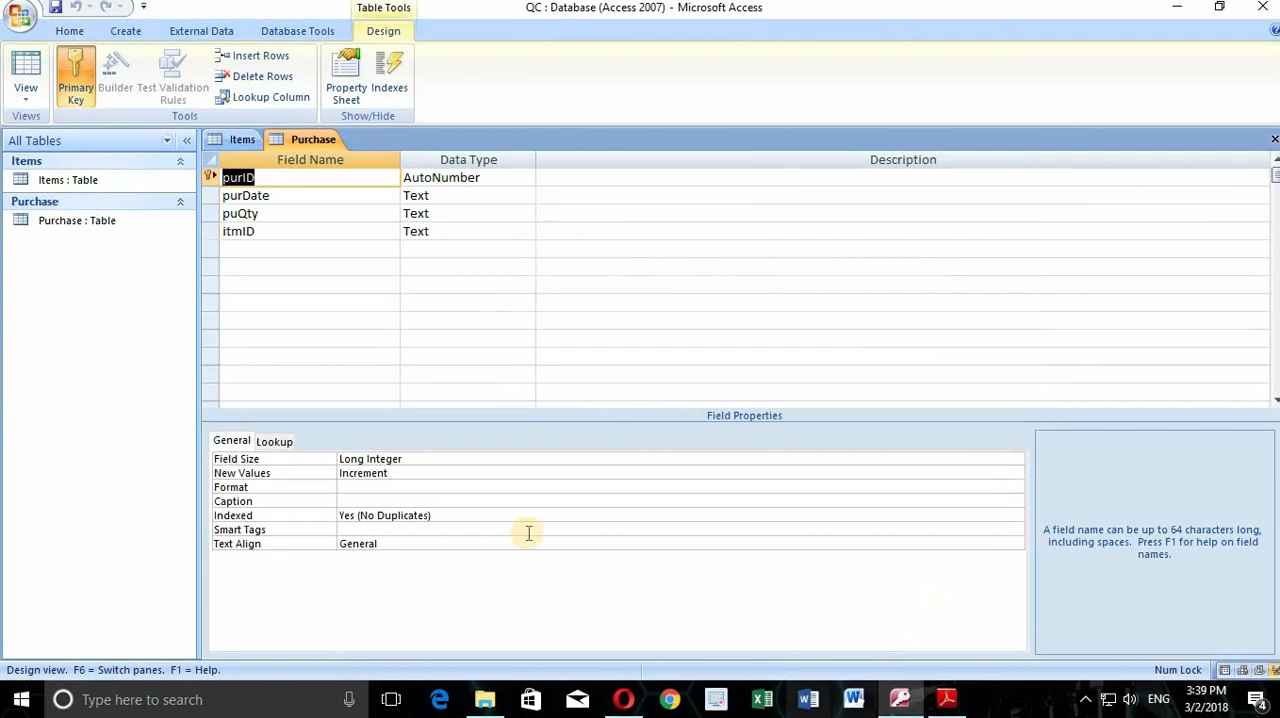 Table Tools
QC : Database (Access 2007) - Microsoft Access
Home Create External Data Database Tools Design
View
Primary Key
Builder
Test Validation Rules
Insert Rows
Delete Rows
Lookup Column
Property Sheet
Indexes
Views Tools Show/Hide
All Tables
Items
Items : Table
Purchase
Purchase : Table
Items Purchase
Field Name Data Type Description
purID AutoNumber
purDate Text
puQty Text
itmID Text
Field Properties
General Lookup
Field Size Long Integer
New Values Increment
Format
Caption
Indexed Yes (No Duplicates)
Smart Tags
Text Align General
A field name can be up to 64 characters long,
including spaces. Press F1 for help on field
names.
Design view. F6 = Switch panes. F1 = Help.
Num Lock
Type here to search
ENG
3:39 PM
3/2/2018
4